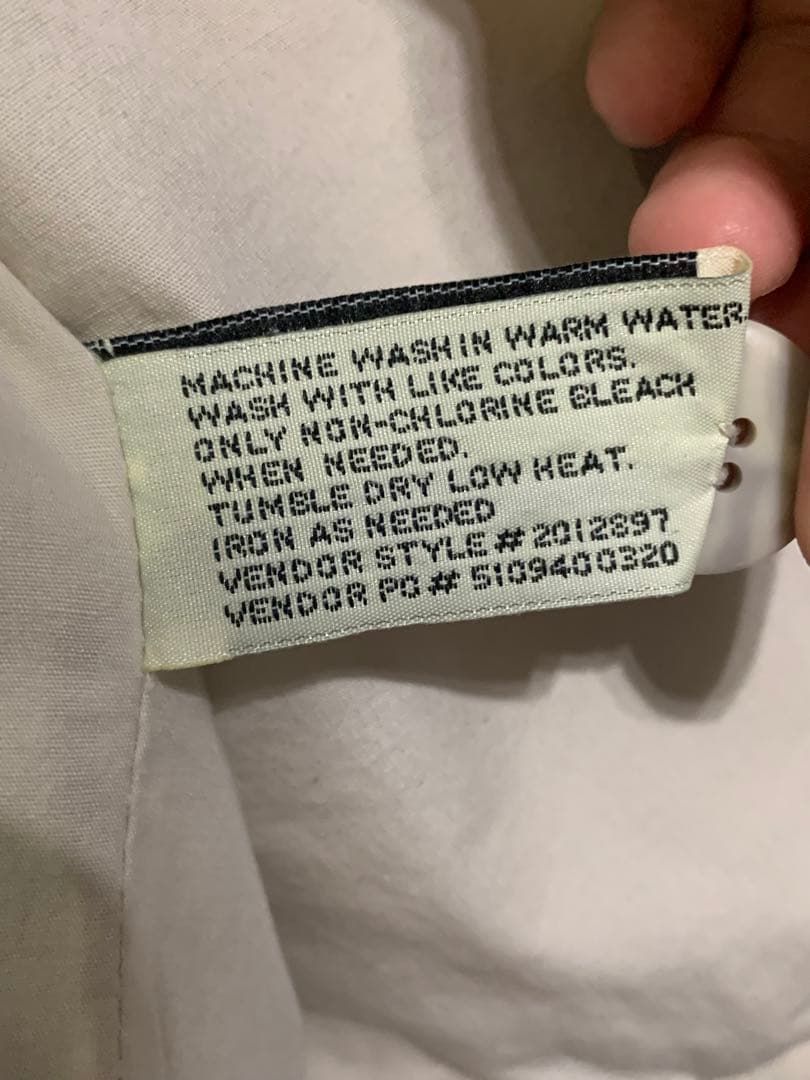 MACHINE WASH IN WARM WATER.
WASH WITH LIKE COLORS.
ONLY NON-CHLORINE BLEACH
WHEN NEEDED.
TUMBLE DRY LOW HEAT.
IRON AS NEEDED
VENDOR STYLE # 2012897
VENDOR PO# 5109400320